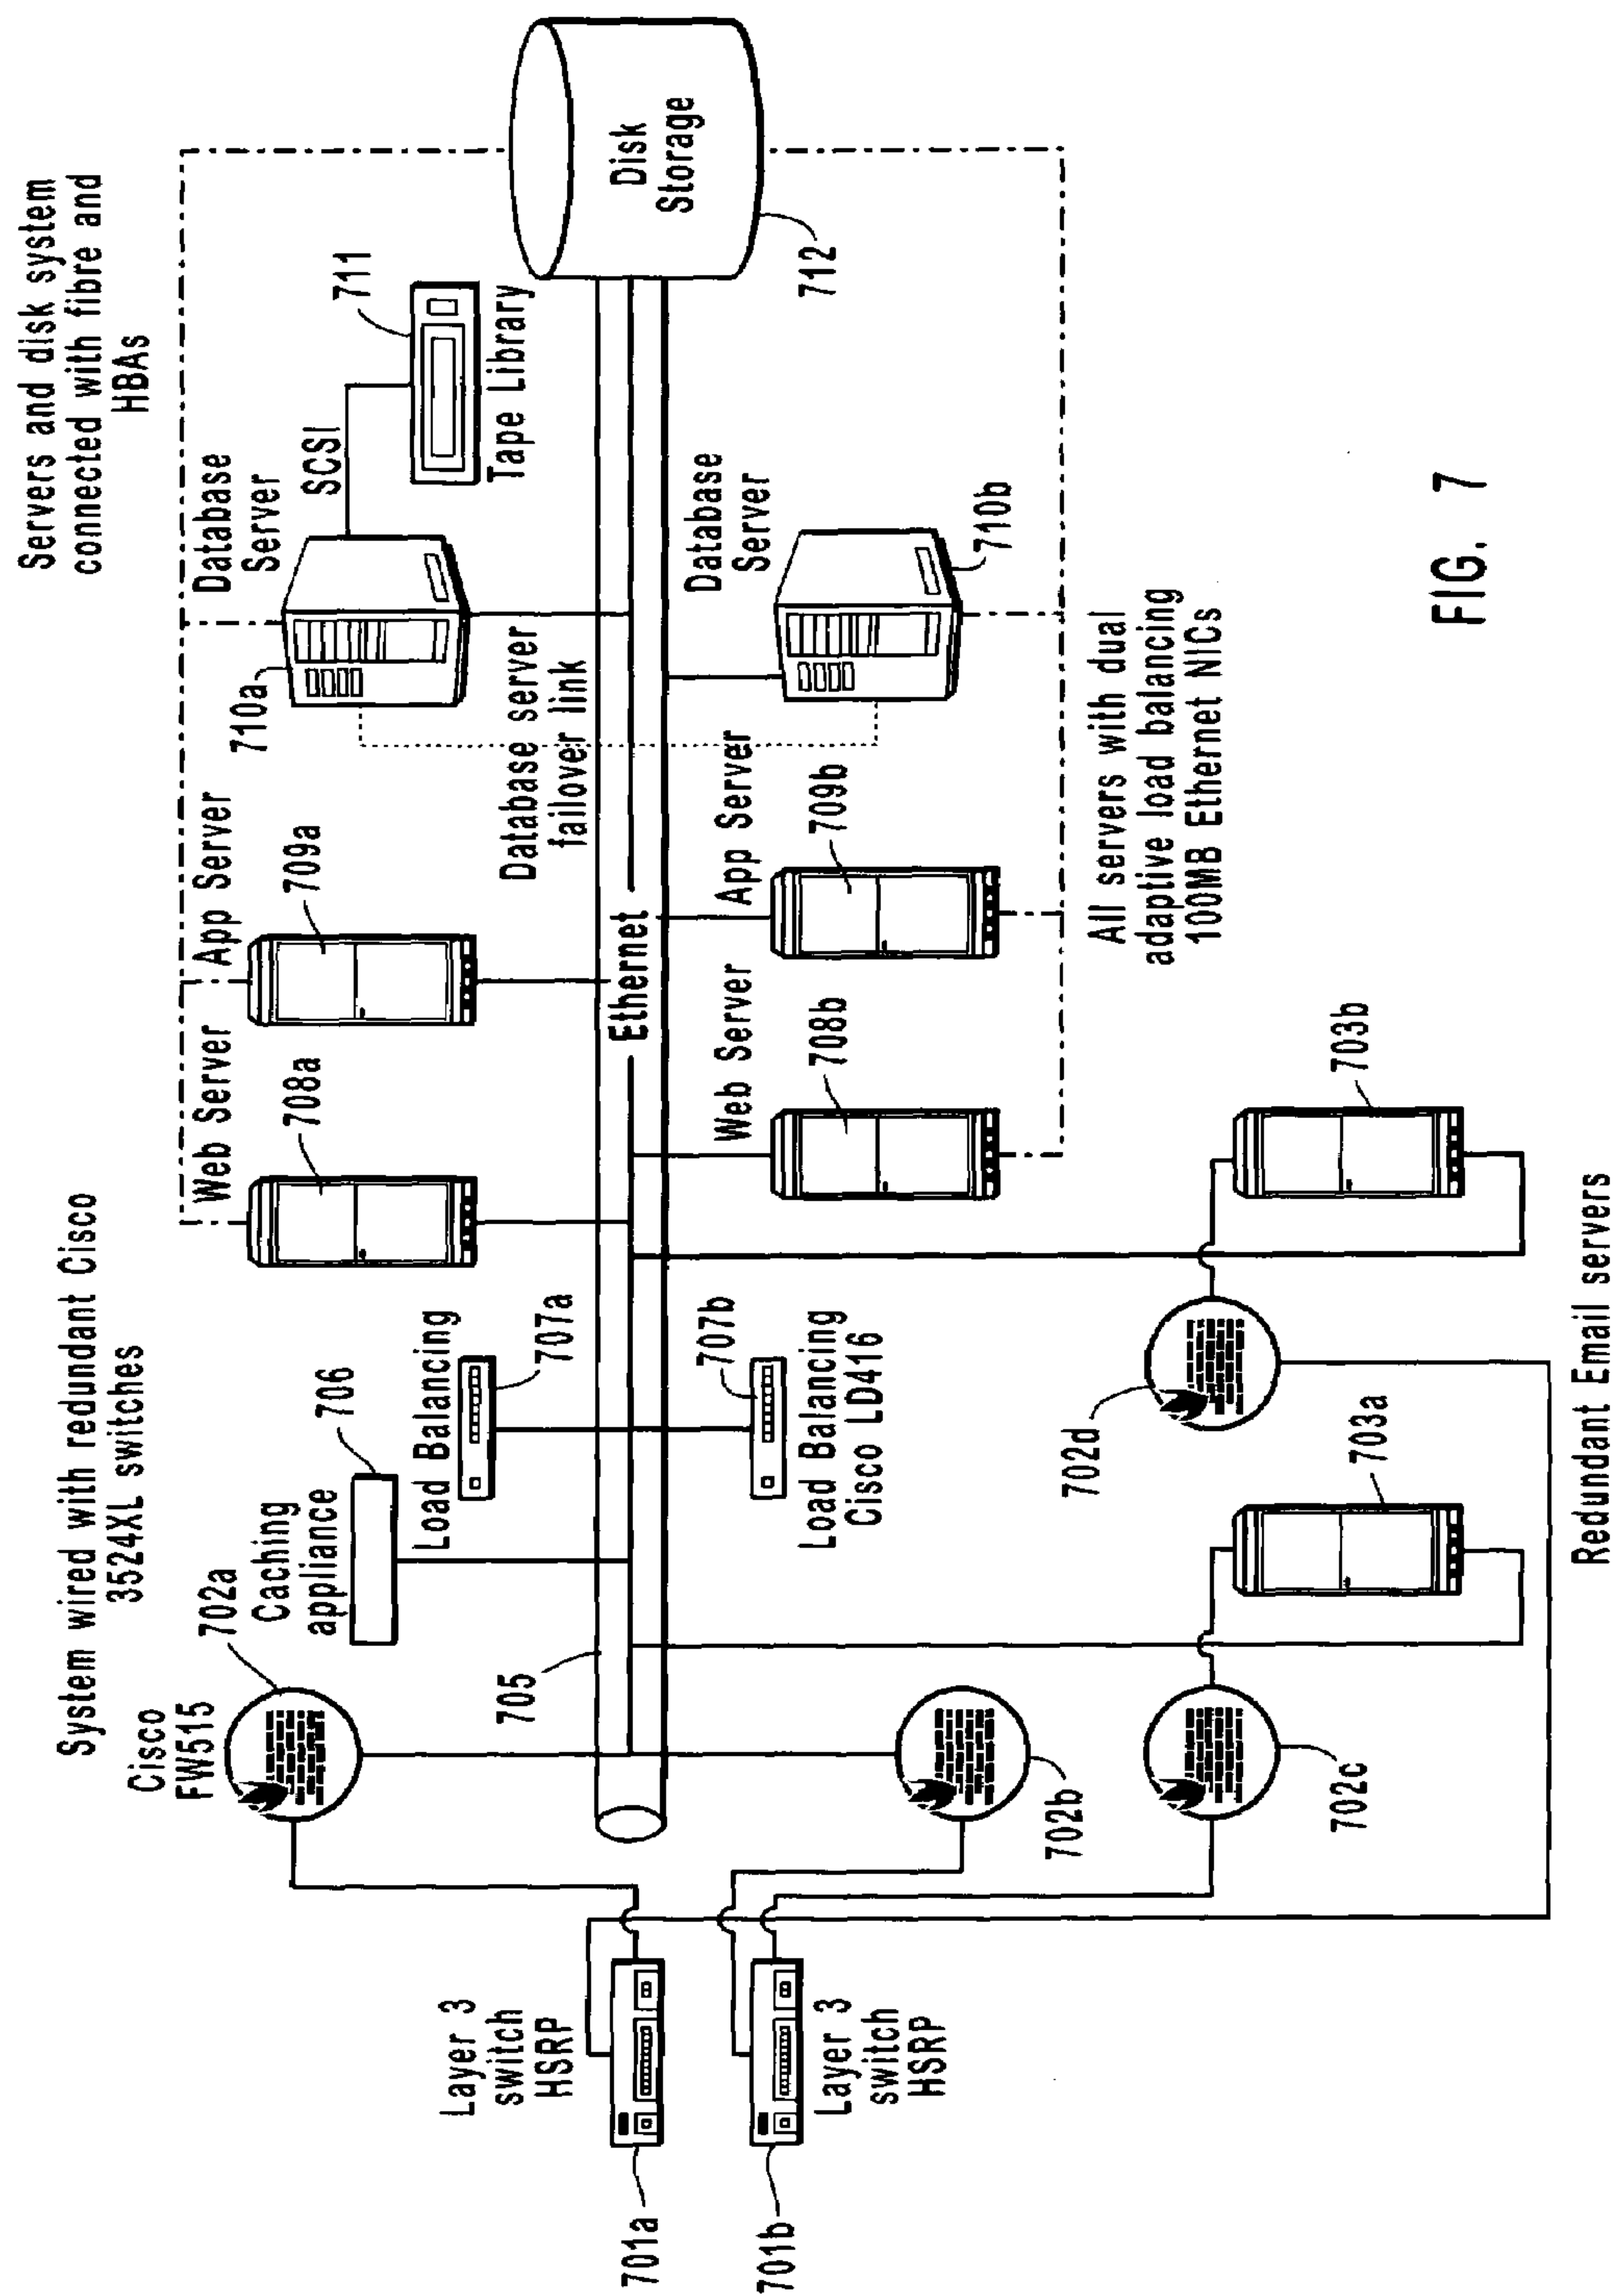 System wired with redundant Cisco
3524XL switches
Servers and disk system
connected with fibre and
HBAs
Cisco
FW515
702a
Caching
appliance
706
Load Balancing
707a
Web Server
708a
App Server
709a
Database
Server
710a
SCSI
711
Tape Library
Layer 3
switch
HSRP
701a
705
Ethernet
Database server
failover link
Disk
Storage
712
701b
Layer 3
switch
HSRP
702b
707b
Load Balancing
Cisco LD416
Web Server
708b
App Server
709b
Database
Server
710b
All servers with dual
adaptive load balancing
100MB Ethernet NICs
702c
703a
702d
703b
Redundant Email servers
FIG. 7